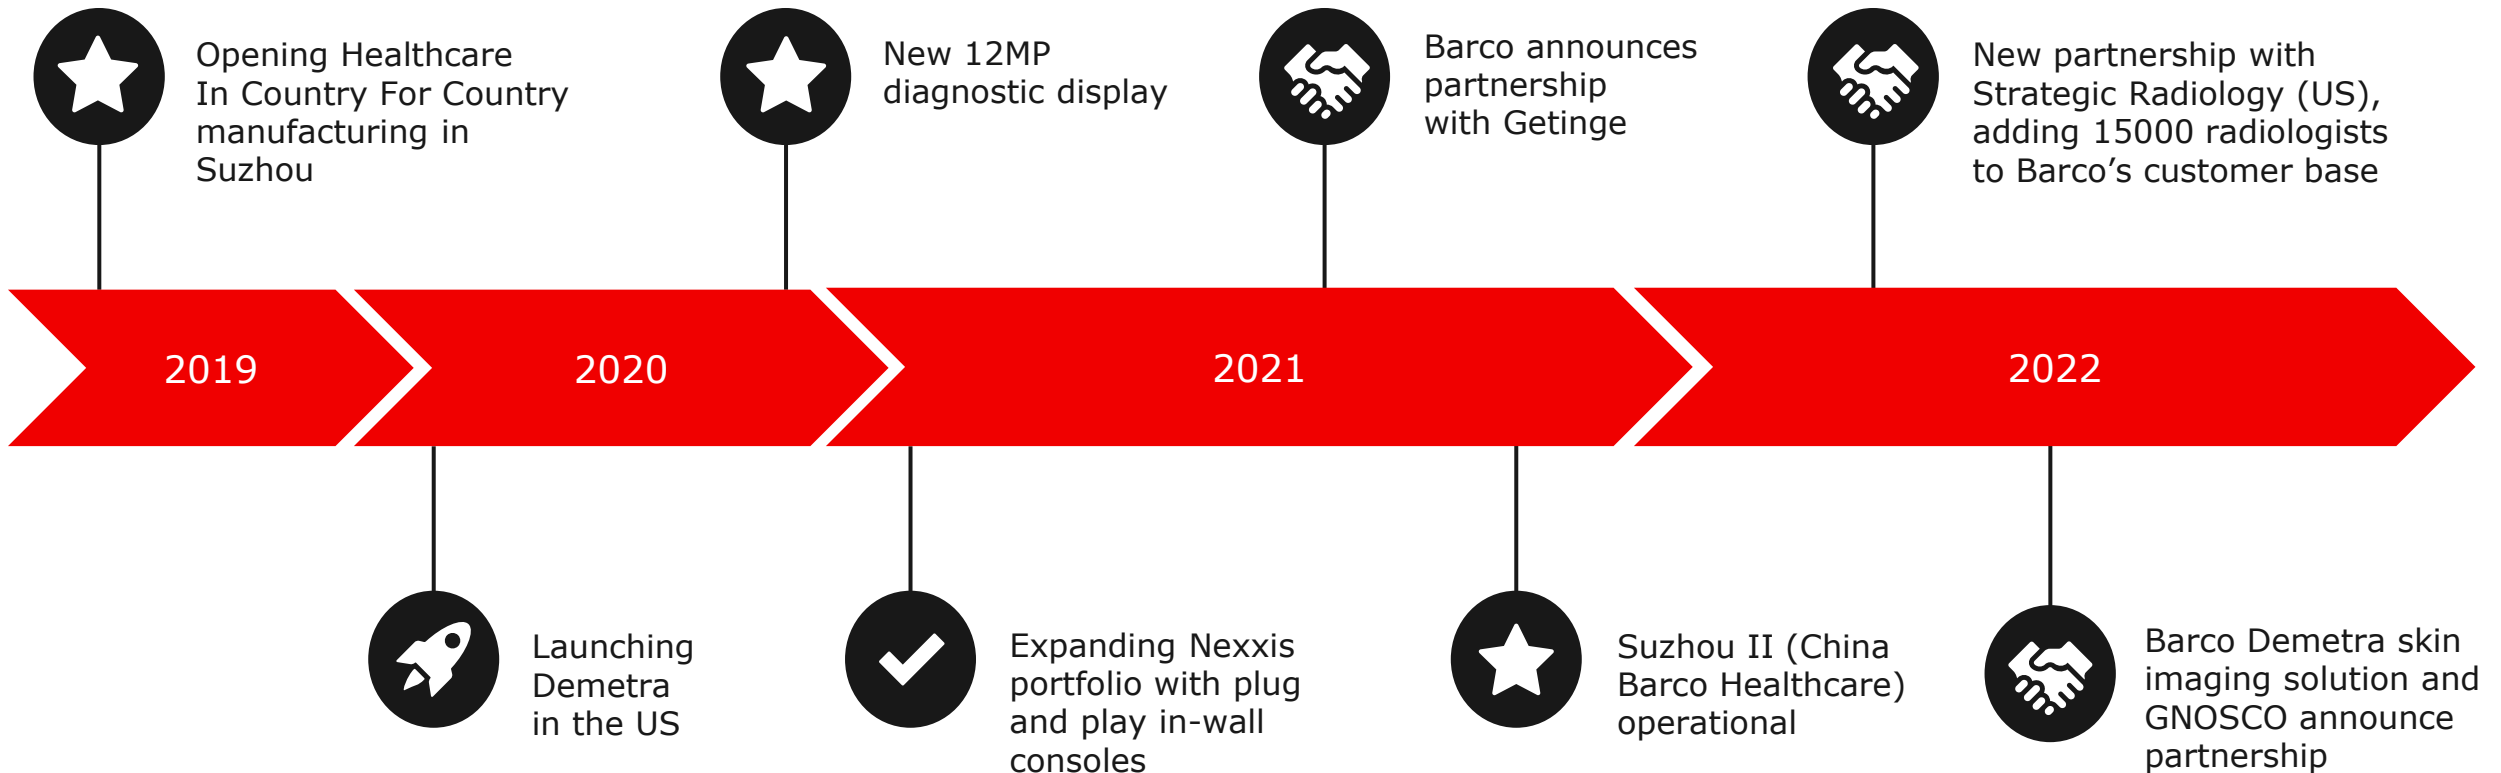 Opening Healthcare
In Country For Country
manufacturing in
Suzhou
New 12MP
diagnostic display
Barco announces
partnership
with Getinge
New partnership with
Strategic Radiology (US),
adding 15000 radiologists
to Barco’s customer base
2019
2020
2021
2022
Launching
Demetra
in the US
Expanding Nexxis
portfolio with plug
and play in-wall
consoles
Suzhou II (China
Barco Healthcare)
operational
Barco Demetra skin
imaging solution and
GNOSCO announce
partnership